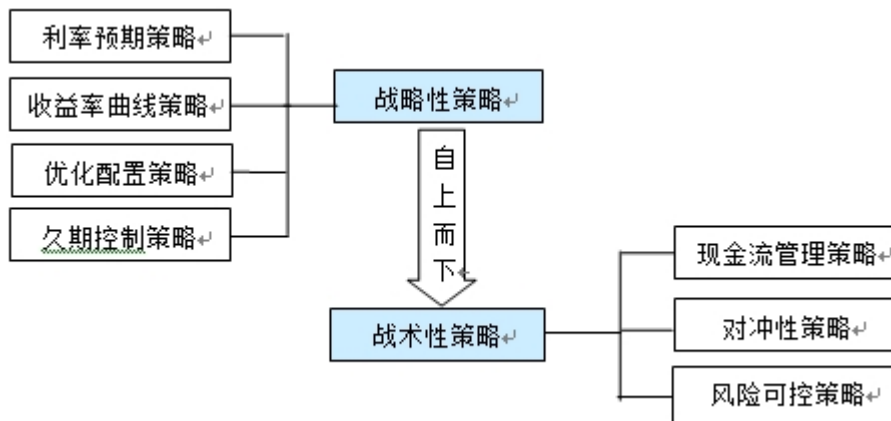 利率预期策略
收益率曲线策略
优化配置策略
久期控制策略
战略性策略
自上而下
战术性策略
现金流管理策略
对冲性策略
风险可控策略